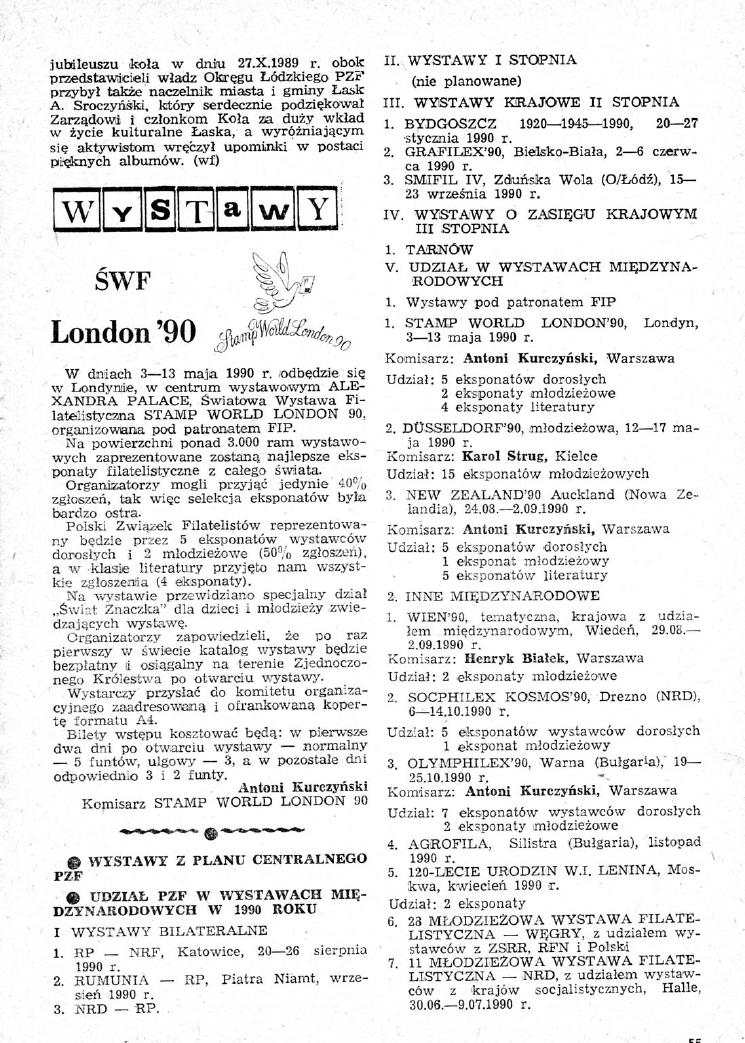 jubileuszu koła w dniu 27.X.1989 r. obok
przedstawicieli władz Okręgu Łódzkiego PZF
przybył także naczelnik miasta i gminy Łask
A. Sroczyński, który serdecznie podziękował
Zarządowi i członkom Koła za duży wkład
w życie kulturalne Łaska, a wyróżniającym
się aktywistom wręczył upominki w postaci
pięknych albumów. (wf)
WySTawY
ŚWF
London '90
Stamp World London 90
W dniach 3—13 maja 1990 r. odbędzie się
w Londynie, w centrum wystawowym ALE-
XANDRA PALACE, Światowa Wystawa Fi-
latelistyczna STAMP WORLD LONDON 90,
organizowana pod patronatem FIP.
Na powierzchni ponad 3.000 ram wystawo-
wych zaprezentowane zostaną najlepsze eks-
ponaty filatelistyczne z całego świata.
Organizatorzy mogli przyjąć jedynie 40%
zgłoszeń, tak więc selekcja eksponatów była
bardzo ostra.
Polski Związek Filatelistów reprezentowa-
ny będzie przez 5 eksponatów wystawców
dorosłych i 2 młodzieżowe (50% zgłoszeń),
a w klasie literatury przyjęto nam wszyst-
kie zgłoszenia (4 eksponaty).
Na wystawie przewidziano specjalny dział
„Świat Znaczka" dla dzieci i młodzieży zwie-
dzających wystawę.
Organizatorzy zapowiedzieli, że po raz
pierwszy w świecie katalog wystawy będzie
bezpłatny i osiągalny na terenie Zjednoczo-
nego Królestwa po otwarciu wystawy.
Wystarczy przysłać do komitetu organiza-
cyjnego zaadresowaną i ofrankowaną koper-
tę formatu A4.
Bilety wstępu kosztować będą: w pierwsze
dwa dni po otwarciu wystawy — normalny
— 5 funtów, ulgowy — 3, a w pozostałe dni
odpowiednio 3 i 2 funty.
Antoni Kurczyński
Komisarz STAMP WORLD LONDON 90
● WYSTAWY Z PLANU CENTRALNEGO
PZF
● UDZIAŁ PZF W WYSTAWACH MIĘ-
DZYNARODOWYCH W 1990 ROKU
I WYSTAWY BILATERALNE
1. RP — NRF, Katowice, 20—26 sierpnia
1990 r.
2. RUMUNIA — RP, Piatra Niamt, wrze-
sień 1990 r.
3. NRD — RP.
II. WYSTAWY I STOPNIA
(nie planowane)
III. WYSTAWY KRAJOWE II STOPNIA
1. BYDGOSZCZ 1920—1945—1990, 20—27
stycznia 1990 r.
2. GRAFILEX'90, Bielsko-Biała, 2—6 czerw-
ca 1990 r.
3. SMIFIL IV, Zduńska Wola (O/Łódź), 15—
23 września 1990 r.
IV. WYSTAWY O ZASIĘGU KRAJOWYM
III STOPNIA
1. TARNÓW
V. UDZIAŁ W WYSTAWACH MIĘDZYNA-
RODOWYCH
1. Wystawy pod patronatem FIP
1. STAMP WORLD LONDON'90, Londyn,
3—13 maja 1990 r.
Komisarz: Antoni Kurczyński, Warszawa
Udział: 5 eksponatów dorosłych
2 eksponaty młodzieżowe
4 eksponaty literatury
2. DÜSSELDORF'90, młodzieżowa, 12—17 ma-
ja 1990 r.
Komisarz: Karol Strug, Kielce
Udział: 15 eksponatów młodzieżowych
3. NEW ZEALAND'90 Auckland (Nowa Ze-
landia), 24.08.—2.09.1990 r.
Komisarz: Antoni Kurczyński, Warszawa
Udział: 5 eksponatów dorosłych
1 eksponat młodzieżowy
5 eksponatów literatury
2. INNE MIĘDZYNARODOWE
1. WIEN'90, tematyczna, krajowa z udzia-
łem międzynarodowym, Wiedeń, 29.08.—
2.09.1990 r.
Komisarz: Henryk Białek, Warszawa
Udział: 2 eksponaty młodzieżowe
2. SOCPHILEX KOSMOS'90, Drezno (NRD),
6—14.10.1990 r.
Udział: 5 eksponatów wystawców dorosłych
1 eksponat młodzieżowy
3. OLYMPHILEX'90, Warna (Bułgaria), 19—
25.10.1990 r.
Komisarz: Antoni Kurczyński, Warszawa
Udział: 7 eksponatów wystawców dorosłych
2 eksponaty młodzieżowe
4. AGROFILA, Silistra (Bułgaria), listopad
1990 r.
5. 120-LECIE URODZIN W.I. LENINA, Mos-
kwa, kwiecień 1990 r.
Udział: 2 eksponaty
6. 23 MŁODZIEŻOWA WYSTAWA FILATE-
LISTYCZNA — WĘGRY, z udziałem wy-
stawców z ZSRR, RFN i Polski
7. 11 MŁODZIEŻOWA WYSTAWA FILATE-
LISTYCZNA — NRD, z udziałem wystaw-
ców z krajów socjalistycznych, Halle,
30.06.—9.07.1990 r.
55